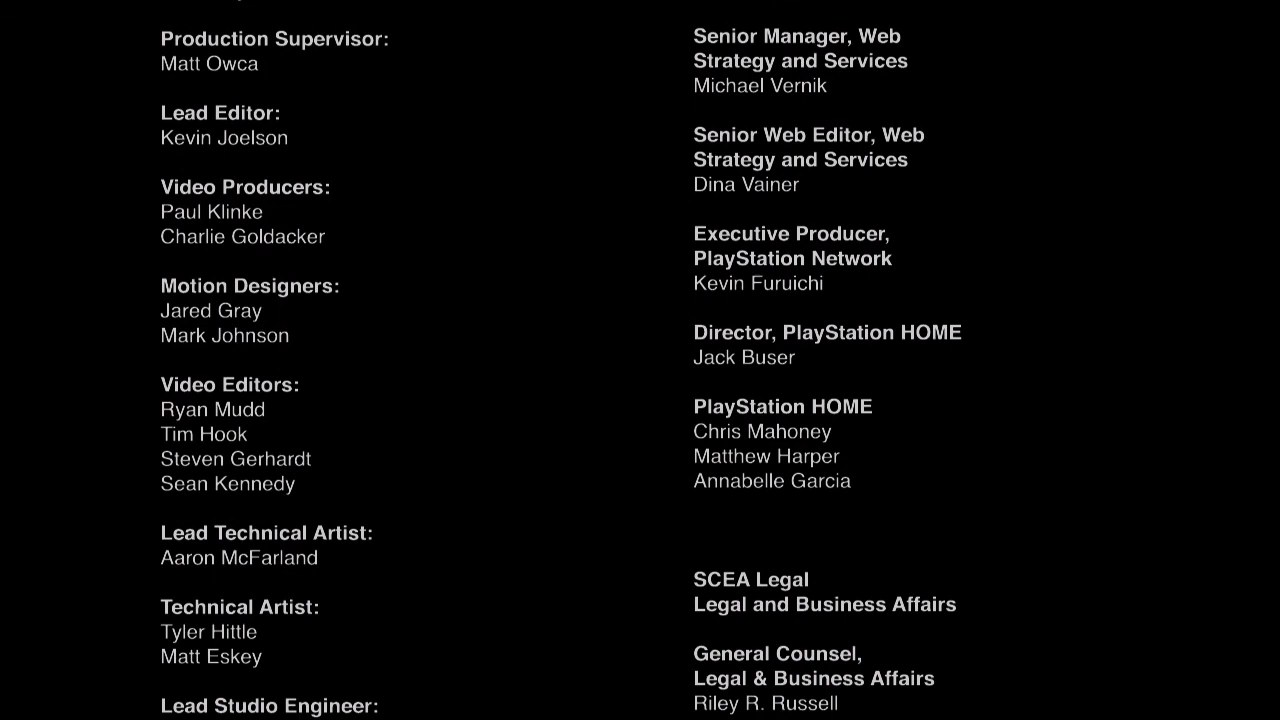 Production Supervisor:
Matt Owca
Lead Editor:
Kevin Joelson
Video Producers:
Paul Klinke
Charlie Goldacker
Motion Designers:
Jared Gray
Mark Johnson
Video Editors:
Ryan Mudd
Tim Hook
Steven Gerhardt
Sean Kennedy
Lead Technical Artist:
Aaron McFarland
Technical Artist:
Tyler Hittle
Matt Eskey
Lead Studio Engineer:
Senior Manager, Web
Strategy and Services
Michael Vernik
Senior Web Editor, Web
Strategy and Services
Dina Vainer
Executive Producer,
PlayStation Network
Kevin Furuichi
Director, PlayStation HOME
Jack Buser
PlayStation HOME
Chris Mahoney
Matthew Harper
Annabelle Garcia
SCEA Legal
Legal and Business Affairs
General Counsel,
Legal & Business Affairs
Riley R. Russell